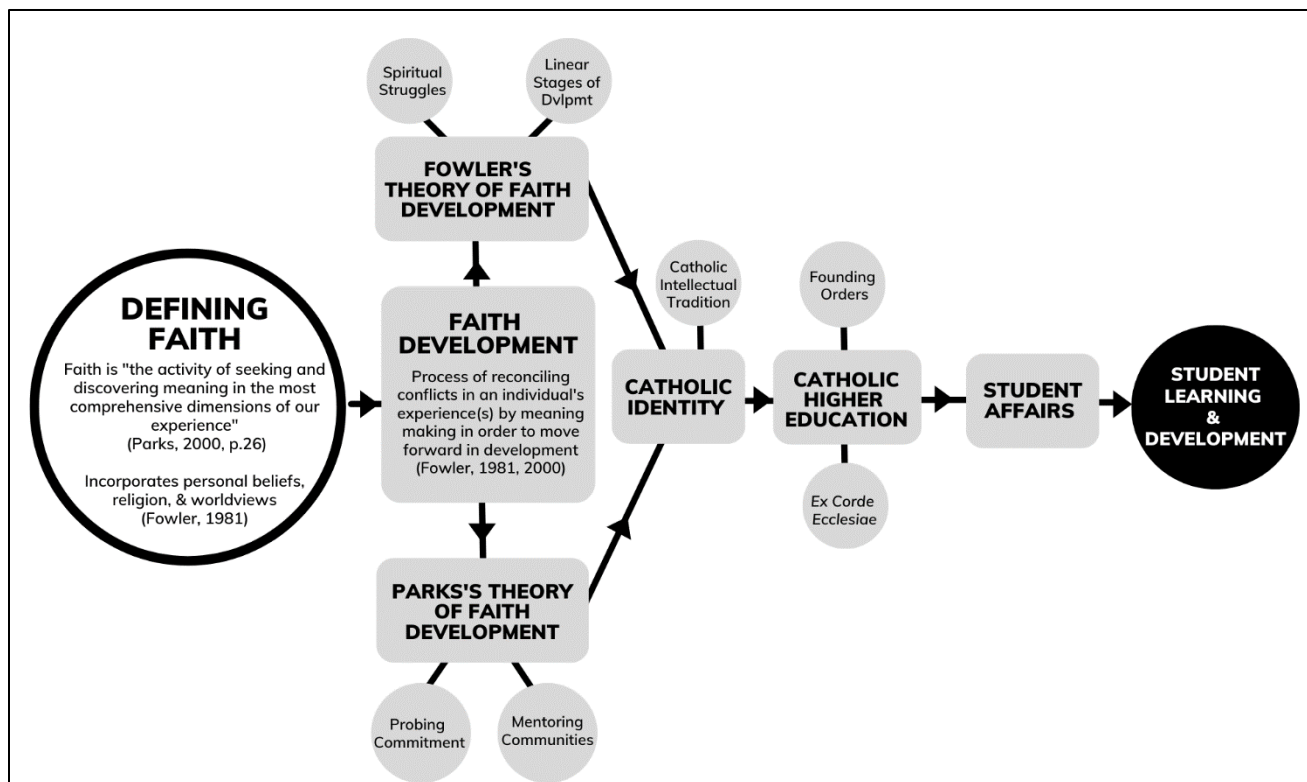 Spiritual
Struggles
Linear
Stages of
Dvlpmt
FOWLER'S
THEORY OF FAITH
DEVELOPMENT
DEFINING
FAITH
Faith is "the activity of seeking and
discovering meaning in the most
comprehensive dimensions of our
experience"
(Parks, 2000, p.26)
Incorporates personal beliefs,
religion, & worldviews
(Fowler, 1981)
FAITH
DEVELOPMENT
Process of reconciling
conflicts in an individual's
experience(s) by meaning
making in order to move
forward in development
(Fowler, 1981, 2000)
PARKS'S THEORY
OF FAITH
DEVELOPMENT
Probing
Commitment
Mentoring
Communities
Catholic
Intellectual
Tradition
CATHOLIC
IDENTITY
Founding
Orders
CATHOLIC
HIGHER
EDUCATION
Ex Corde
Ecclesiae
STUDENT
AFFAIRS
STUDENT
LEARNING
&
DEVELOPMENT